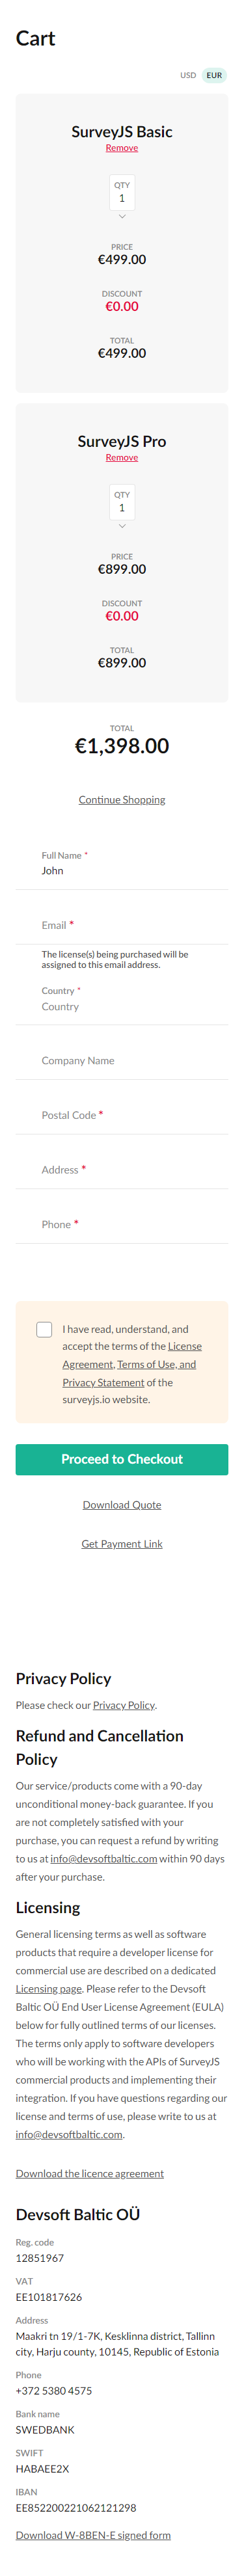 Cart
USD EUR
SurveyJS Basic
Remove
QTY
1
PRICE
€499.00
DISCOUNT
€0.00
TOTAL
€499.00
SurveyJS Pro
Remove
QTY
1
PRICE
€899.00
DISCOUNT
€0.00
TOTAL
€899.00
TOTAL
€1,398.00
Continue Shopping
Full Name *
John
Email *
The license(s) being purchased will be
assigned to this email address.
Country *
Country
Company Name
Postal Code *
Address *
Phone *
I have read, understand, and
accept the terms of the License
Agreement, Terms of Use, and
Privacy Statement of the
surveyjs.io website.
Proceed to Checkout
Download Quote
Get Payment Link
Privacy Policy
Please check our Privacy Policy.
Refund and Cancellation
Policy
Our service/products come with a 90-day
unconditional money-back guarantee. If you
are not completely satisfied with your
purchase, you can request a refund by writing
to us at info@devsoftbaltic.com within 90 days
after your purchase.
Licensing
General licensing terms as well as software
products that require a developer license for
commercial use are described on a dedicated
Licensing page. Please refer to the Devsoft
Baltic OÜ End User License Agreement (EULA)
below for fully outlined terms of our licenses.
The terms only apply to software developers
who will be working with the APIs of SurveyJS
commercial products and implementing their
integration. If you have questions regarding our
license and terms of use, please write to us at
info@devsoftbaltic.com.
Download the licence agreement
Devsoft Baltic OÜ
Reg. code
12851967
VAT
EE101817626
Address
Maakri tn 19/1-7K, Kesklinna district, Tallinn
city, Harju county, 10145, Republic of Estonia
Phone
+372 5380 4575
Bank name
SWEDBANK
SWIFT
HABAEE2X
IBAN
EE852200221062121298
Download W-8BEN-E signed form